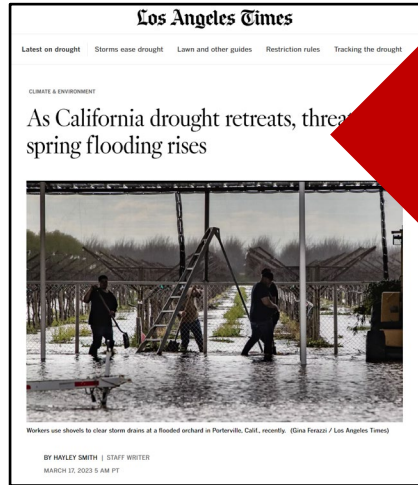 Los Angeles Times
Latest on drought Storms ease drought Lawn and other guides Restriction rules Tracking the drought
CLIMATE & ENVIRONMENT
As California drought retreats,
spring flooding rises
Workers use shovels to clear storm drains at a flooded orchard in Porterville, Calif., recently. (Gina Ferazzi / Los Angeles Times)
BY HAYLEY SMITH | STAFF WRITER
MARCH 17, 2023 5 AM PT